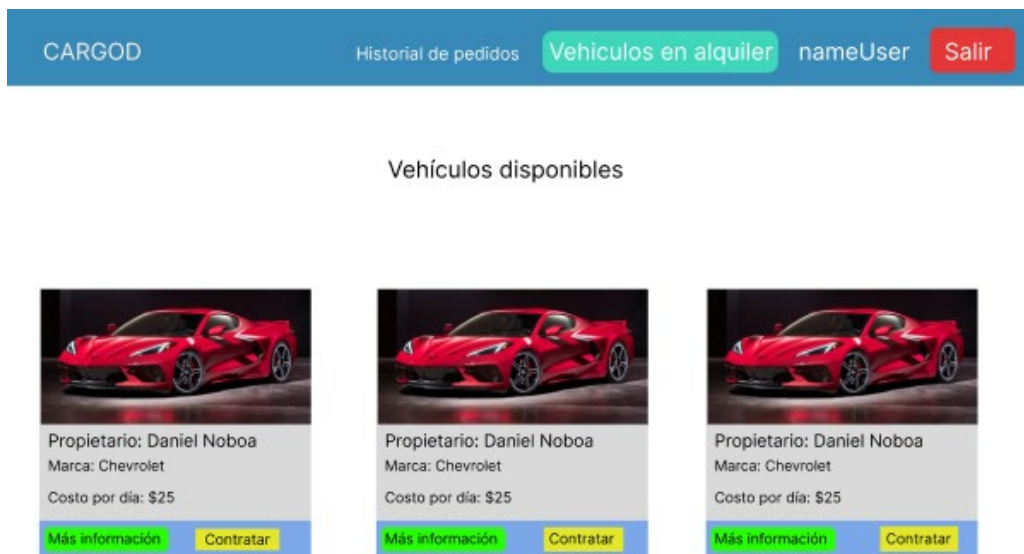 CARGOD Historial de pedidos Vehiculos en alquiler nameUser Salir
Vehículos disponibles
Propietario: Daniel Noboa
Marca: Chevrolet
Costo por día: $25
Más información Contratar
Propietario: Daniel Noboa
Marca: Chevrolet
Costo por día: $25
Más información Contratar
Propietario: Daniel Noboa
Marca: Chevrolet
Costo por día: $25
Más información Contratar